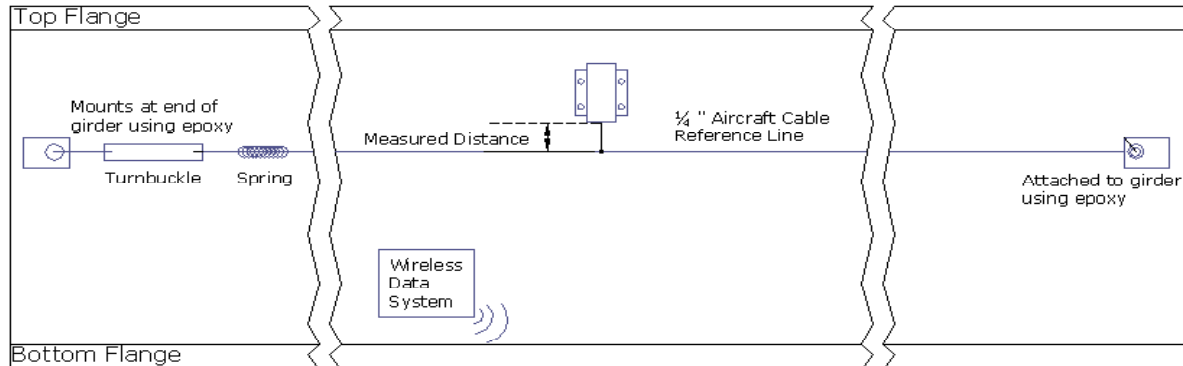 Top Flange
Mounts at end of
girder using epoxy
Turnbuckle
Spring
Measured Distance
¼ " Aircraft Cable
Reference Line
Attached to girder
using epoxy
Wireless
Data
System
Bottom Flange